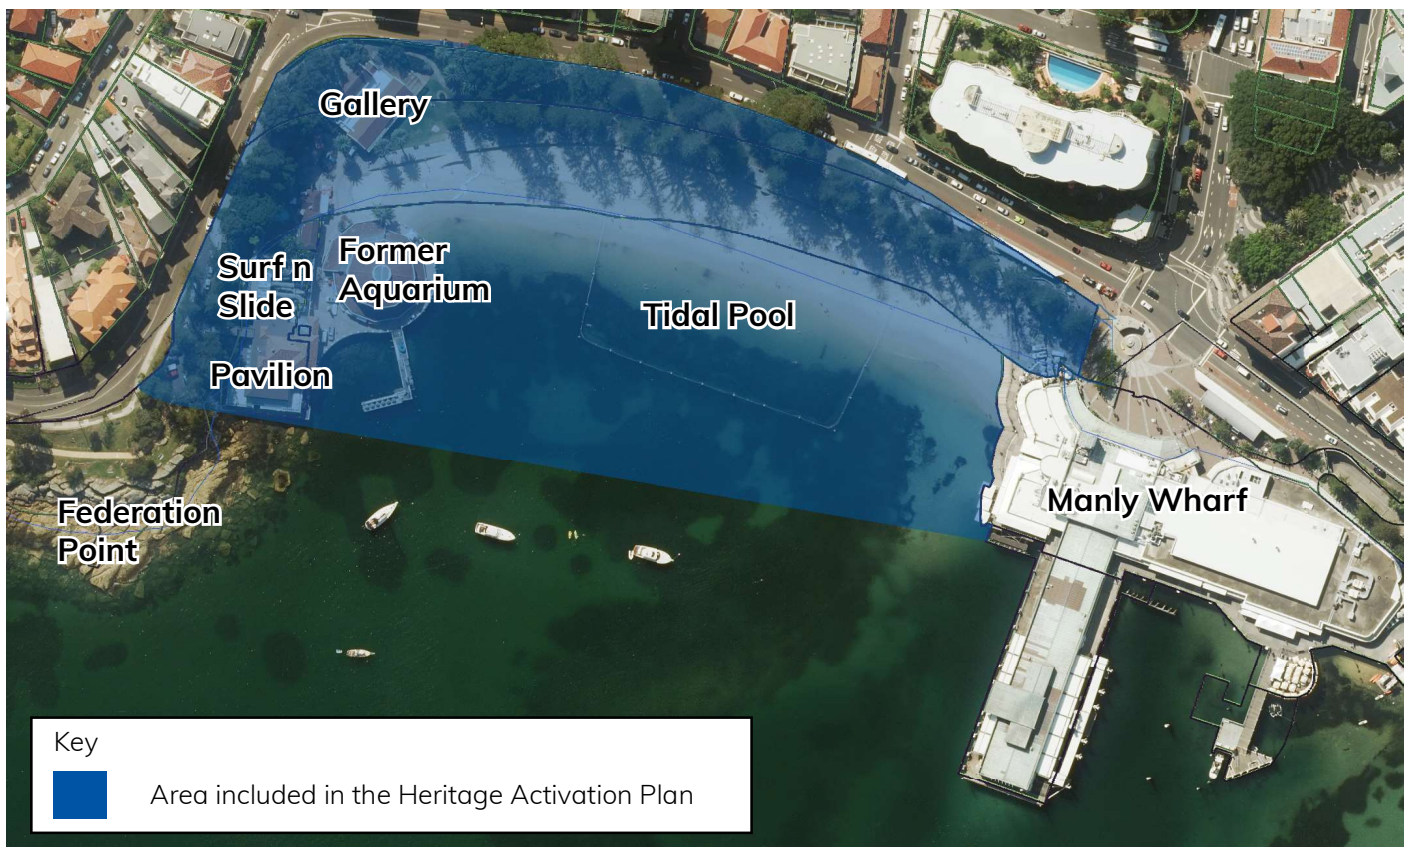 Gallery
Former
Aquarium
Surf n
Slide
Tidal Pool
Pavilion
Manly Wharf
Federation
Point
Key
Area included in the Heritage Activation Plan